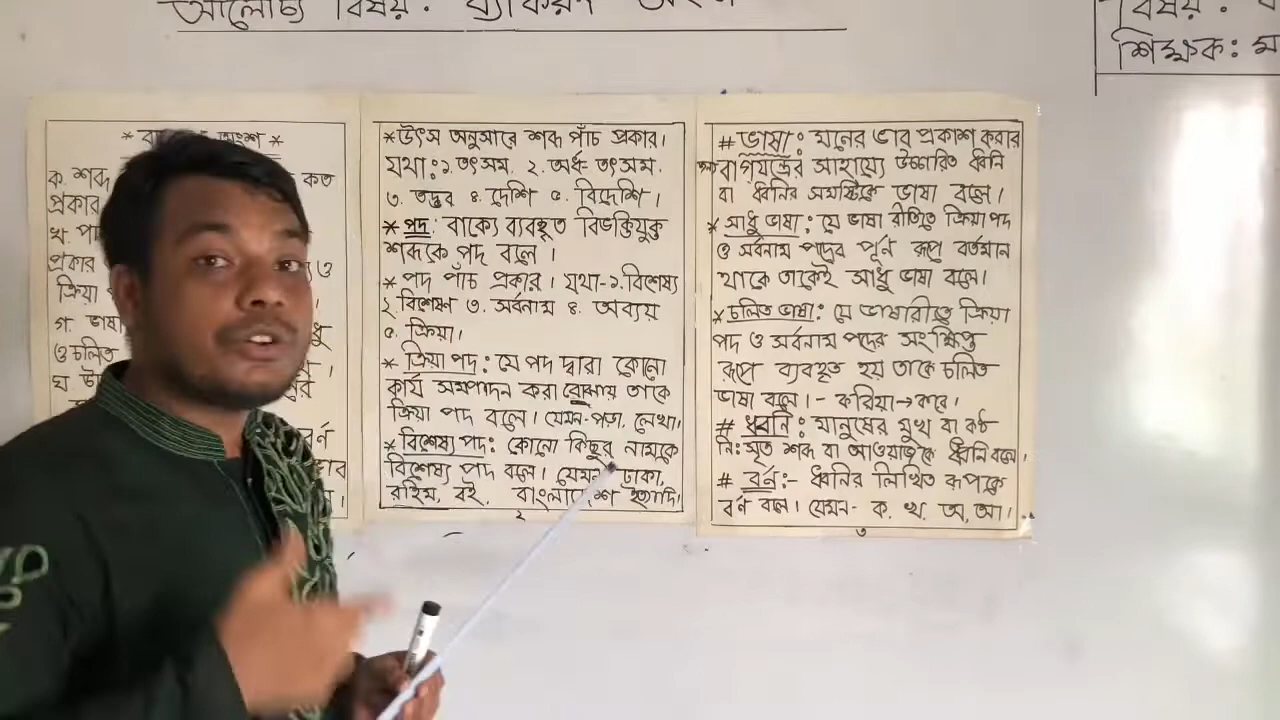 আলোচ্য বিষয়: ব্যাকরণ অংশ
বিষয়:
শিক্ষক: ম
অংশ *
ক. শব্দ কত
প্রকার
খ. পদ
প্রকার ও
ক্রিয়া
গ. ভাষা
ও চলিত
ঘ
বর্ন
*উৎস অনুসারে শব্দ পাঁচ প্রকার।
যথা: ১. তৎসম. ২. অর্ধ তৎসম.
৩. তদ্ভব ৪. দেশি ৫. বিদেশি।
* পদ: বাক্যে ব্যবহৃত বিভক্তিযুক্ত
শব্দকে পদ বলে।
* পদ পাঁচ প্রকার। যথা-১. বিশেষ্য
২. বিশেষণ ৩. সর্বনাম ৪. অব্যয়
৫. ক্রিয়া।
* ক্রিয়া পদ: যে পদ দ্বারা কোনো
কার্য সম্পাদন করা বোঝায় তাকে
ক্রিয়া পদ বলে। যেমন-পড়া, লেখা।
* বিশেষ্য পদ: কোনো কিছুর নামকে
বিশেষ্য পদ বলে। যেমন ঢাকা,
রহিম, বই, বাংলাদেশ ইত্যাদি।
২
# ভাষা: মনের ভাব প্রকাশ করার
বাগযন্ত্রের সাহায্যে উচ্চারিত ধ্বনি
বা ধ্বনির সমষ্টিকে ভাষা বলে।
* সাধু ভাষা: যে ভাষা রীতিতে ক্রিয়া পদ
ও সর্বনাম পদের পূর্ণ রূপে বর্তমান
থাকে তাকেই সাধু ভাষা বলে।
* চলিত ভাষা: যে ভাষারীতিতে ক্রিয়া
পদ ও সর্বনাম পদের সংক্ষিপ্ত
রূপে ব্যবহৃত হয় তাকে চলিত
ভাষা বলে। - করিয়া→করে।
# ধ্বনি: মানুষের মুখ বা কণ্ঠ
নি:সৃত শব্দ বা আওয়াজকে ধ্বনি বলে।
# বর্ন:- ধ্বনির লিখিত রূপকে
বর্ন বলে। যেমন- ক. খ. অ, আ।
৩